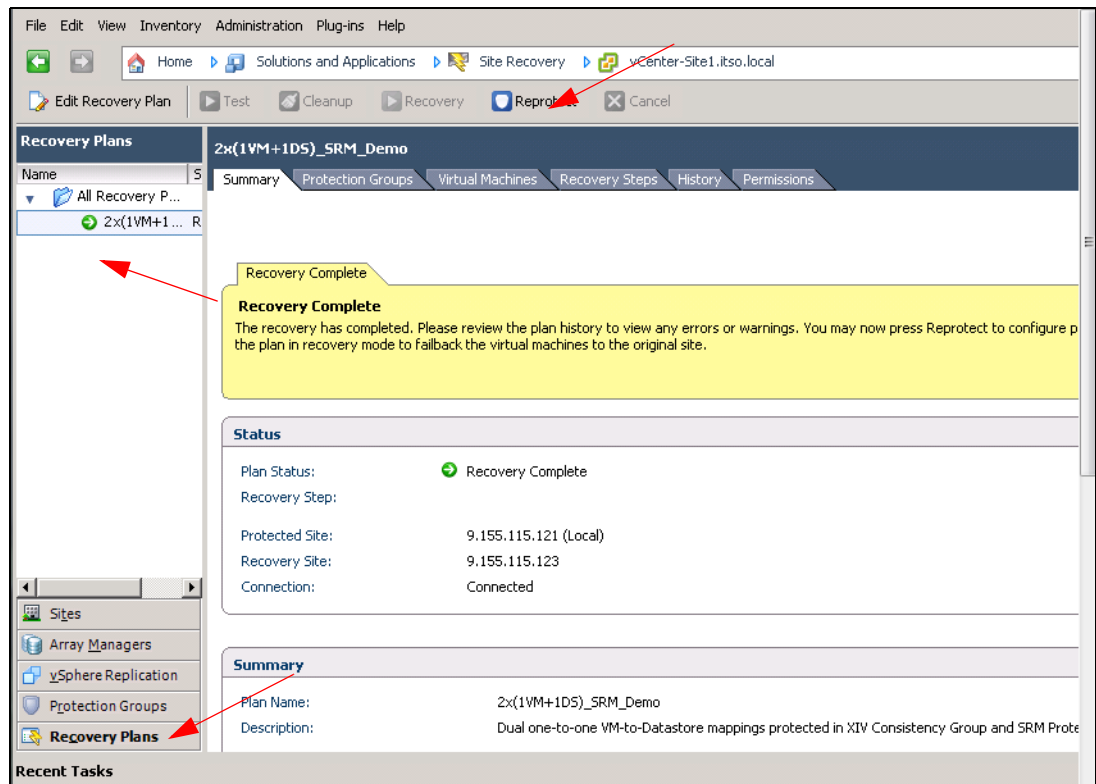 File Edit View Inventory Administration Plug-ins Help
Home Solutions and Applications Site Recovery vCenter-Site1.itso.local
Edit Recovery Plan Test Cleanup Recovery Reprotect Cancel
Recovery Plans
Name S
All Recovery P...
2x(1VM+1... R
2x(1VM+1DS)_SRM_Demo
Summary Protection Groups Virtual Machines Recovery Steps History Permissions
Recovery Complete
Recovery Complete
The recovery has completed. Please review the plan history to view any errors or warnings. You may now press Reprotect to configure p
the plan in recovery mode to failback the virtual machines to the original site.
Status
Plan Status: Recovery Complete
Recovery Step:
Protected Site: 9.155.115.121 (Local)
Recovery Site: 9.155.115.123
Connection: Connected
Summary
Plan Name: 2x(1VM+1DS)_SRM_Demo
Description: Dual one-to-one VM-to-Datastore mappings protected in XIV Consistency Group and SRM Prote
Sites
Array Managers
vSphere Replication
Protection Groups
Recovery Plans
Recent Tasks